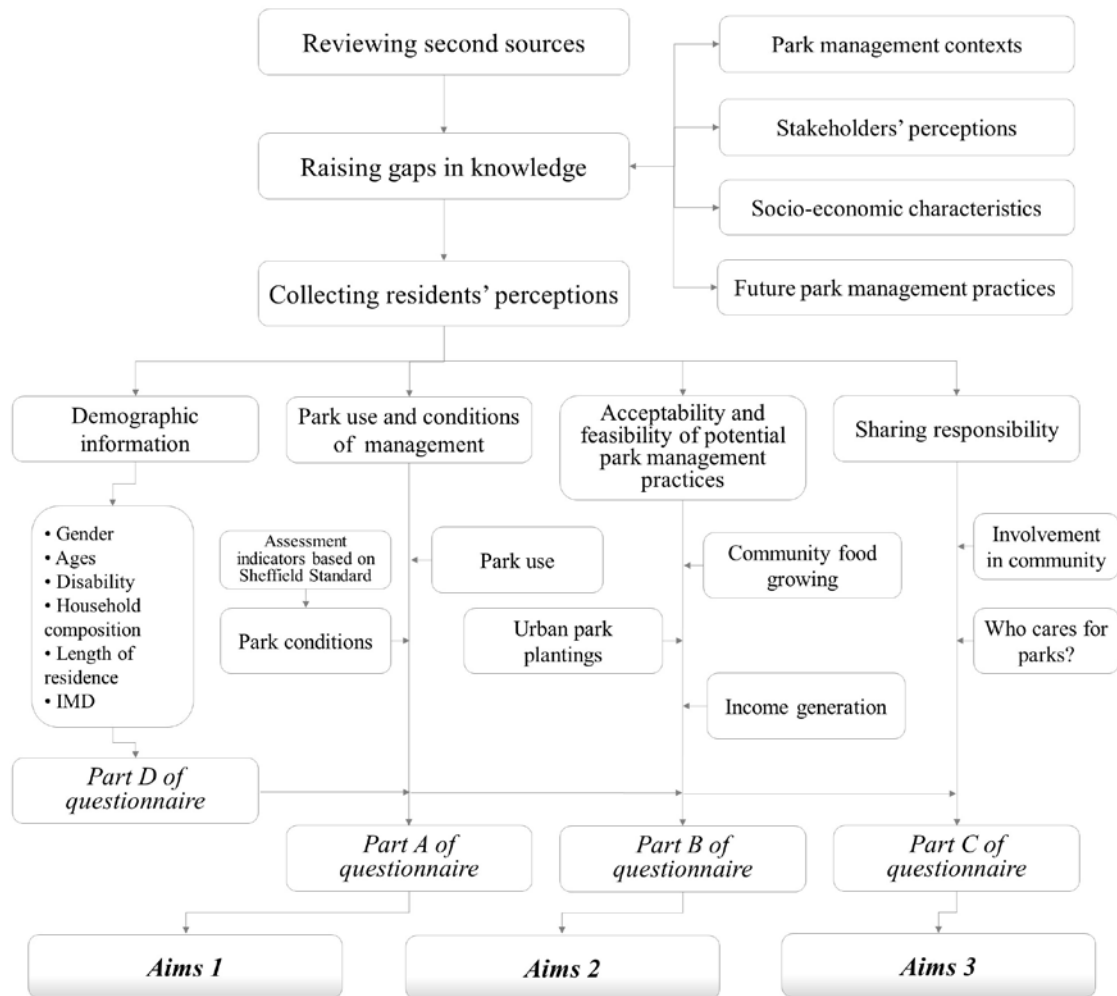 Reviewing second sources
Park management contexts
Stakeholders’ perceptions
Raising gaps in knowledge
Socio-economic characteristics
Collecting residents’ perceptions
Future park management practices
Demographic
information
Park use and conditions
of management
Acceptability and
feasibility of potential
park management
practices
Sharing responsibility
• Gender
• Ages
• Disability
• Household
composition
• Length of
residence
• IMD
Assessment
indicators based on
Sheffield Standard
Park use
Park conditions
Community food
growing
Urban park
plantings
Income generation
Involvement
in community
Who cares for
parks?
Part D of
questionnaire
Part A of
questionnaire
Part B of
questionnaire
Part C of
questionnaire
Aims 1
Aims 2
Aims 3